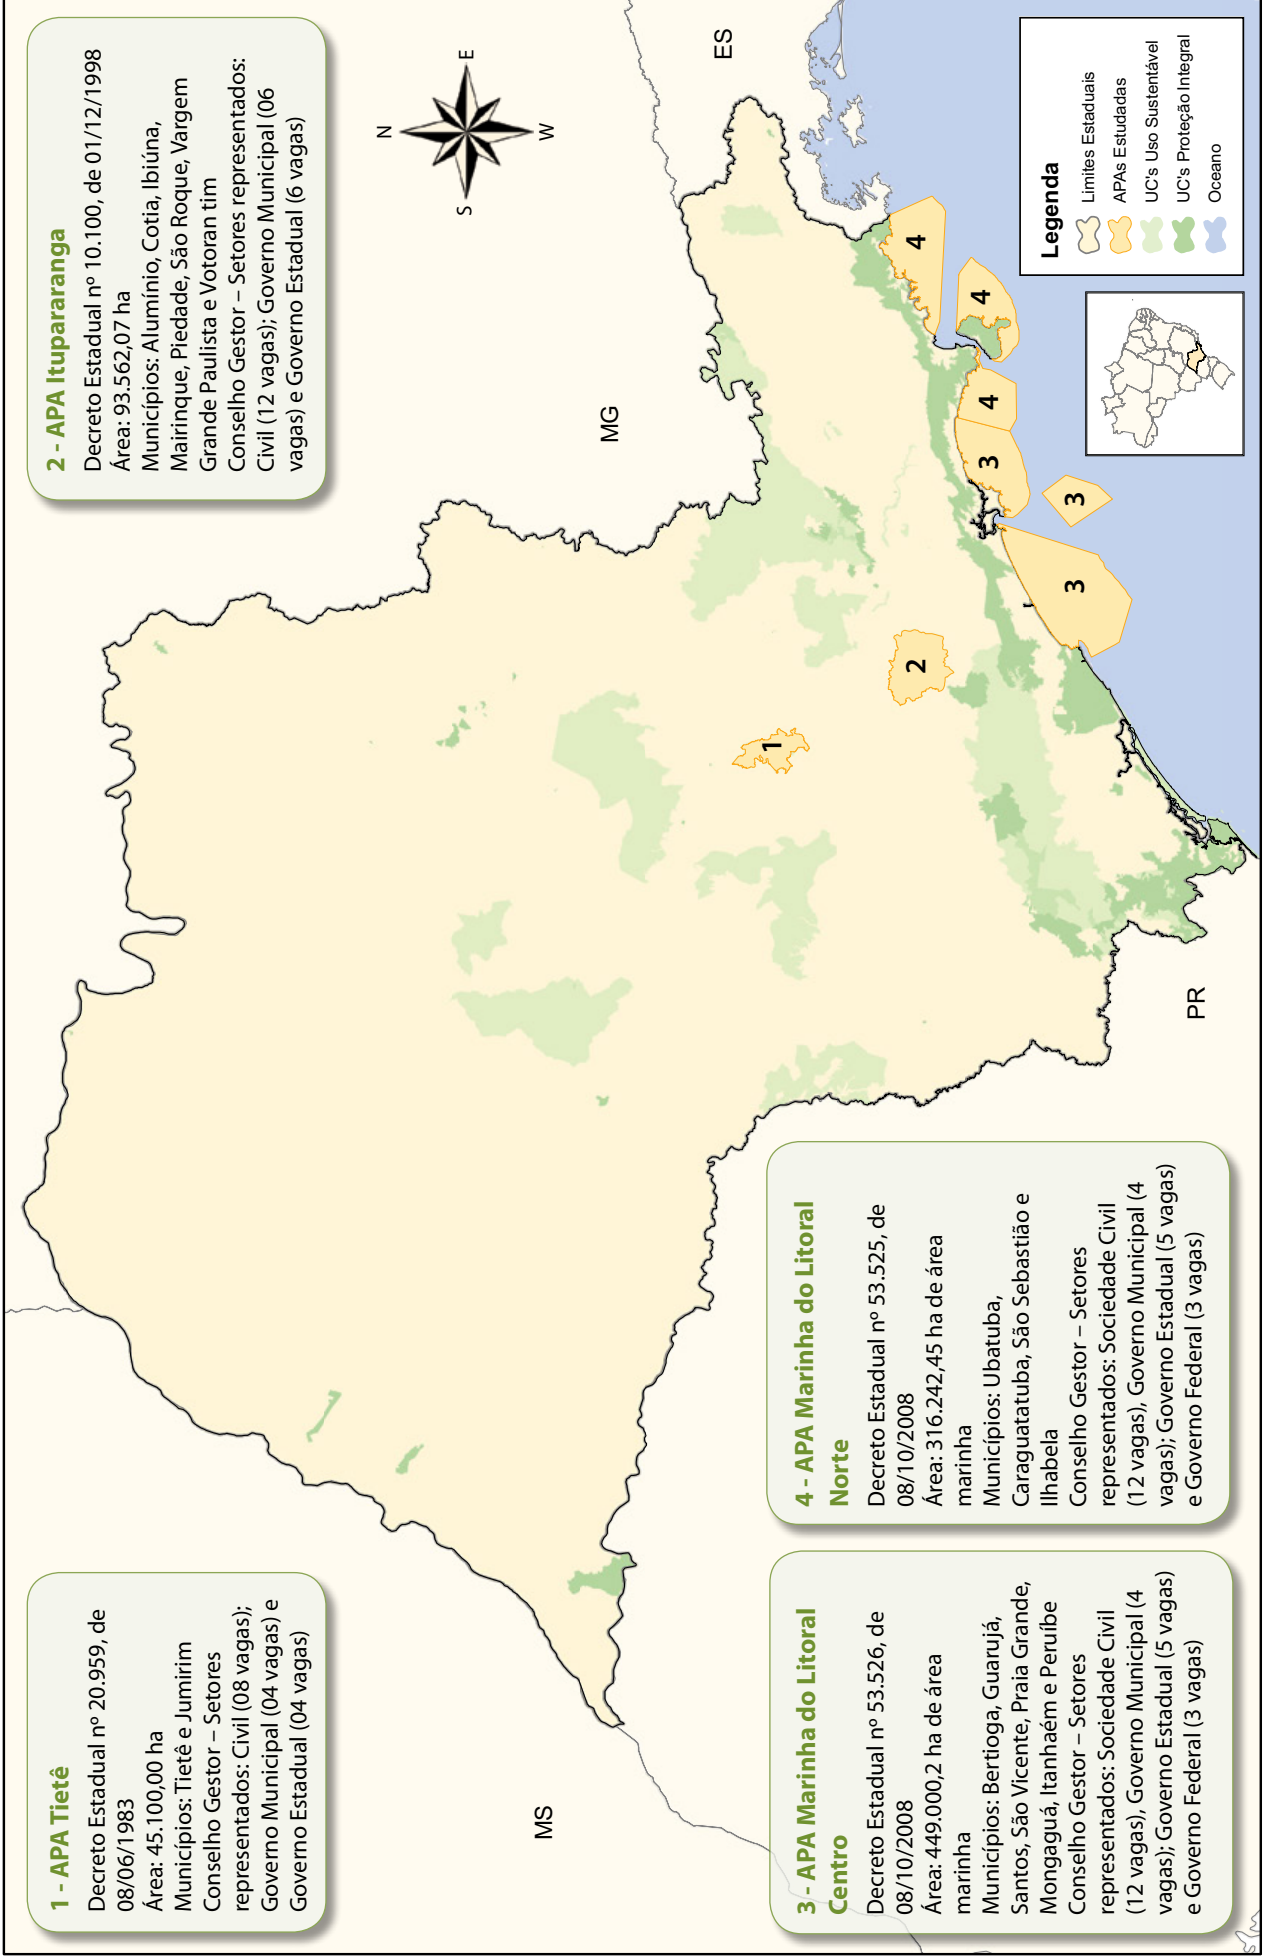 1 - APA Tietê
Decreto Estadual nº 20.959, de
08/06/1983
Área: 45.100,00 ha
Municípios: Tietê e Jumirim
Conselho Gestor – Setores
representados: Civil (08 vagas);
Governo Municipal (04 vagas) e
Governo Estadual (04 vagas)
2 - APA Itupararanga
Decreto Estadual nº 10.100, de 01/12/1998
Área: 93.562,07 ha
Municípios: Alumínio, Cotia, Ibiúna,
Mairinque, Piedade, São Roque, Vargem
Grande Paulista e Votoran tim
Conselho Gestor – Setores representados:
Civil (12 vagas); Governo Municipal (06
vagas) e Governo Estadual (6 vagas)
N
S
E
W
MG
ES
MS
PR
1
2
3
3
3
4
4
4
3 - APA Marinha do Litoral
Centro
Decreto Estadual nº 53.526, de
08/10/2008
Área: 449.000,2 ha de área
marinha
Municípios: Bertioga, Guarujá,
Santos, São Vicente, Praia Grande,
Mongaguá, Itanhaém e Peruíbe
Conselho Gestor – Setores
representados: Sociedade Civil
(12 vagas), Governo Municipal (4
vagas); Governo Estadual (5 vagas)
e Governo Federal (3 vagas)
4 - APA Marinha do Litoral
Norte
Decreto Estadual nº 53.525, de
08/10/2008
Área: 316.242,45 ha de área
marinha
Municípios: Ubatuba,
Caraguatatuba, São Sebastião e
Ilhabela
Conselho Gestor – Setores
representados: Sociedade Civil
(12 vagas), Governo Municipal (4
vagas); Governo Estadual (5 vagas)
e Governo Federal (3 vagas)
Legenda
Limites Estaduais
APAs Estudadas
UC's Uso Sustentável
UC's Proteção Integral
Oceano